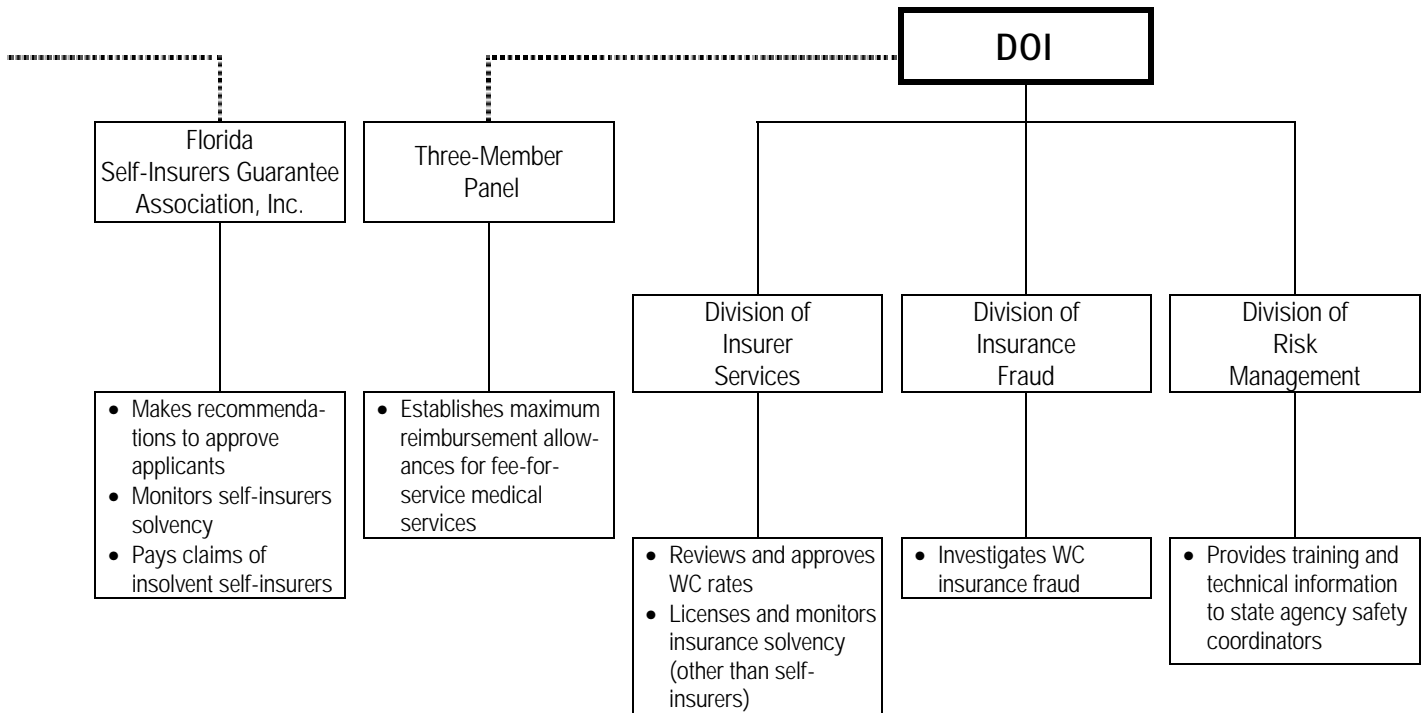 DOI
Florida
Self-Insurers Guarantee
Association, Inc.
Three-Member
Panel
Division of
Insurer
Services
Division of
Insurance
Fraud
Division of
Risk
Management
• Makes recommenda-
tions to approve
applicants
• Monitors self-insurers
solvency
• Pays claims of
insolvent self-insurers
• Establishes maximum
reimbursement allow-
ances for fee-for-
service medical
services
• Reviews and approves
WC rates
• Licenses and monitors
insurance solvency
(other than self-
insurers)
• Investigates WC
insurance fraud
• Provides training and
technical information
to state agency safety
coordinators